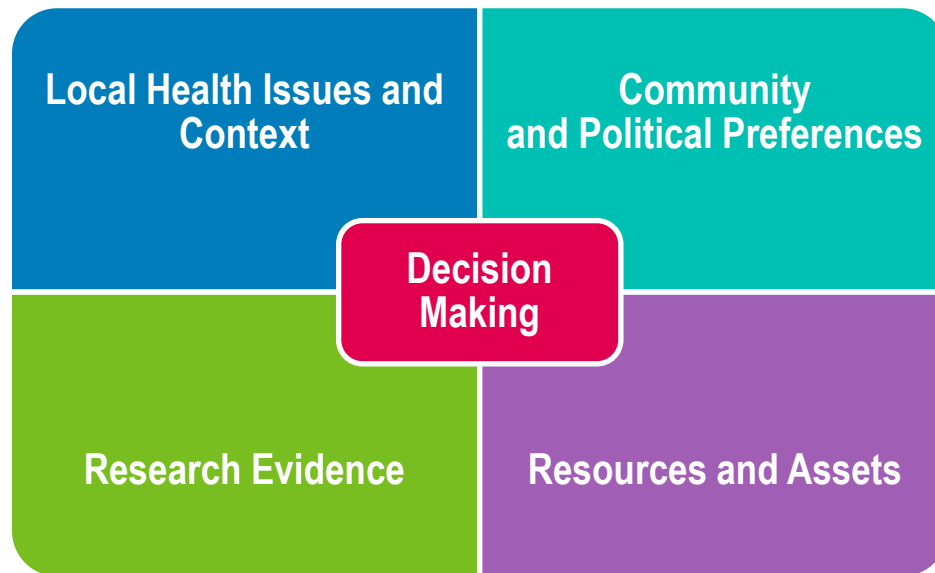 Local Health Issues and
Context
Community
and Political Preferences
Decision
Making
Research Evidence
Resources and Assets